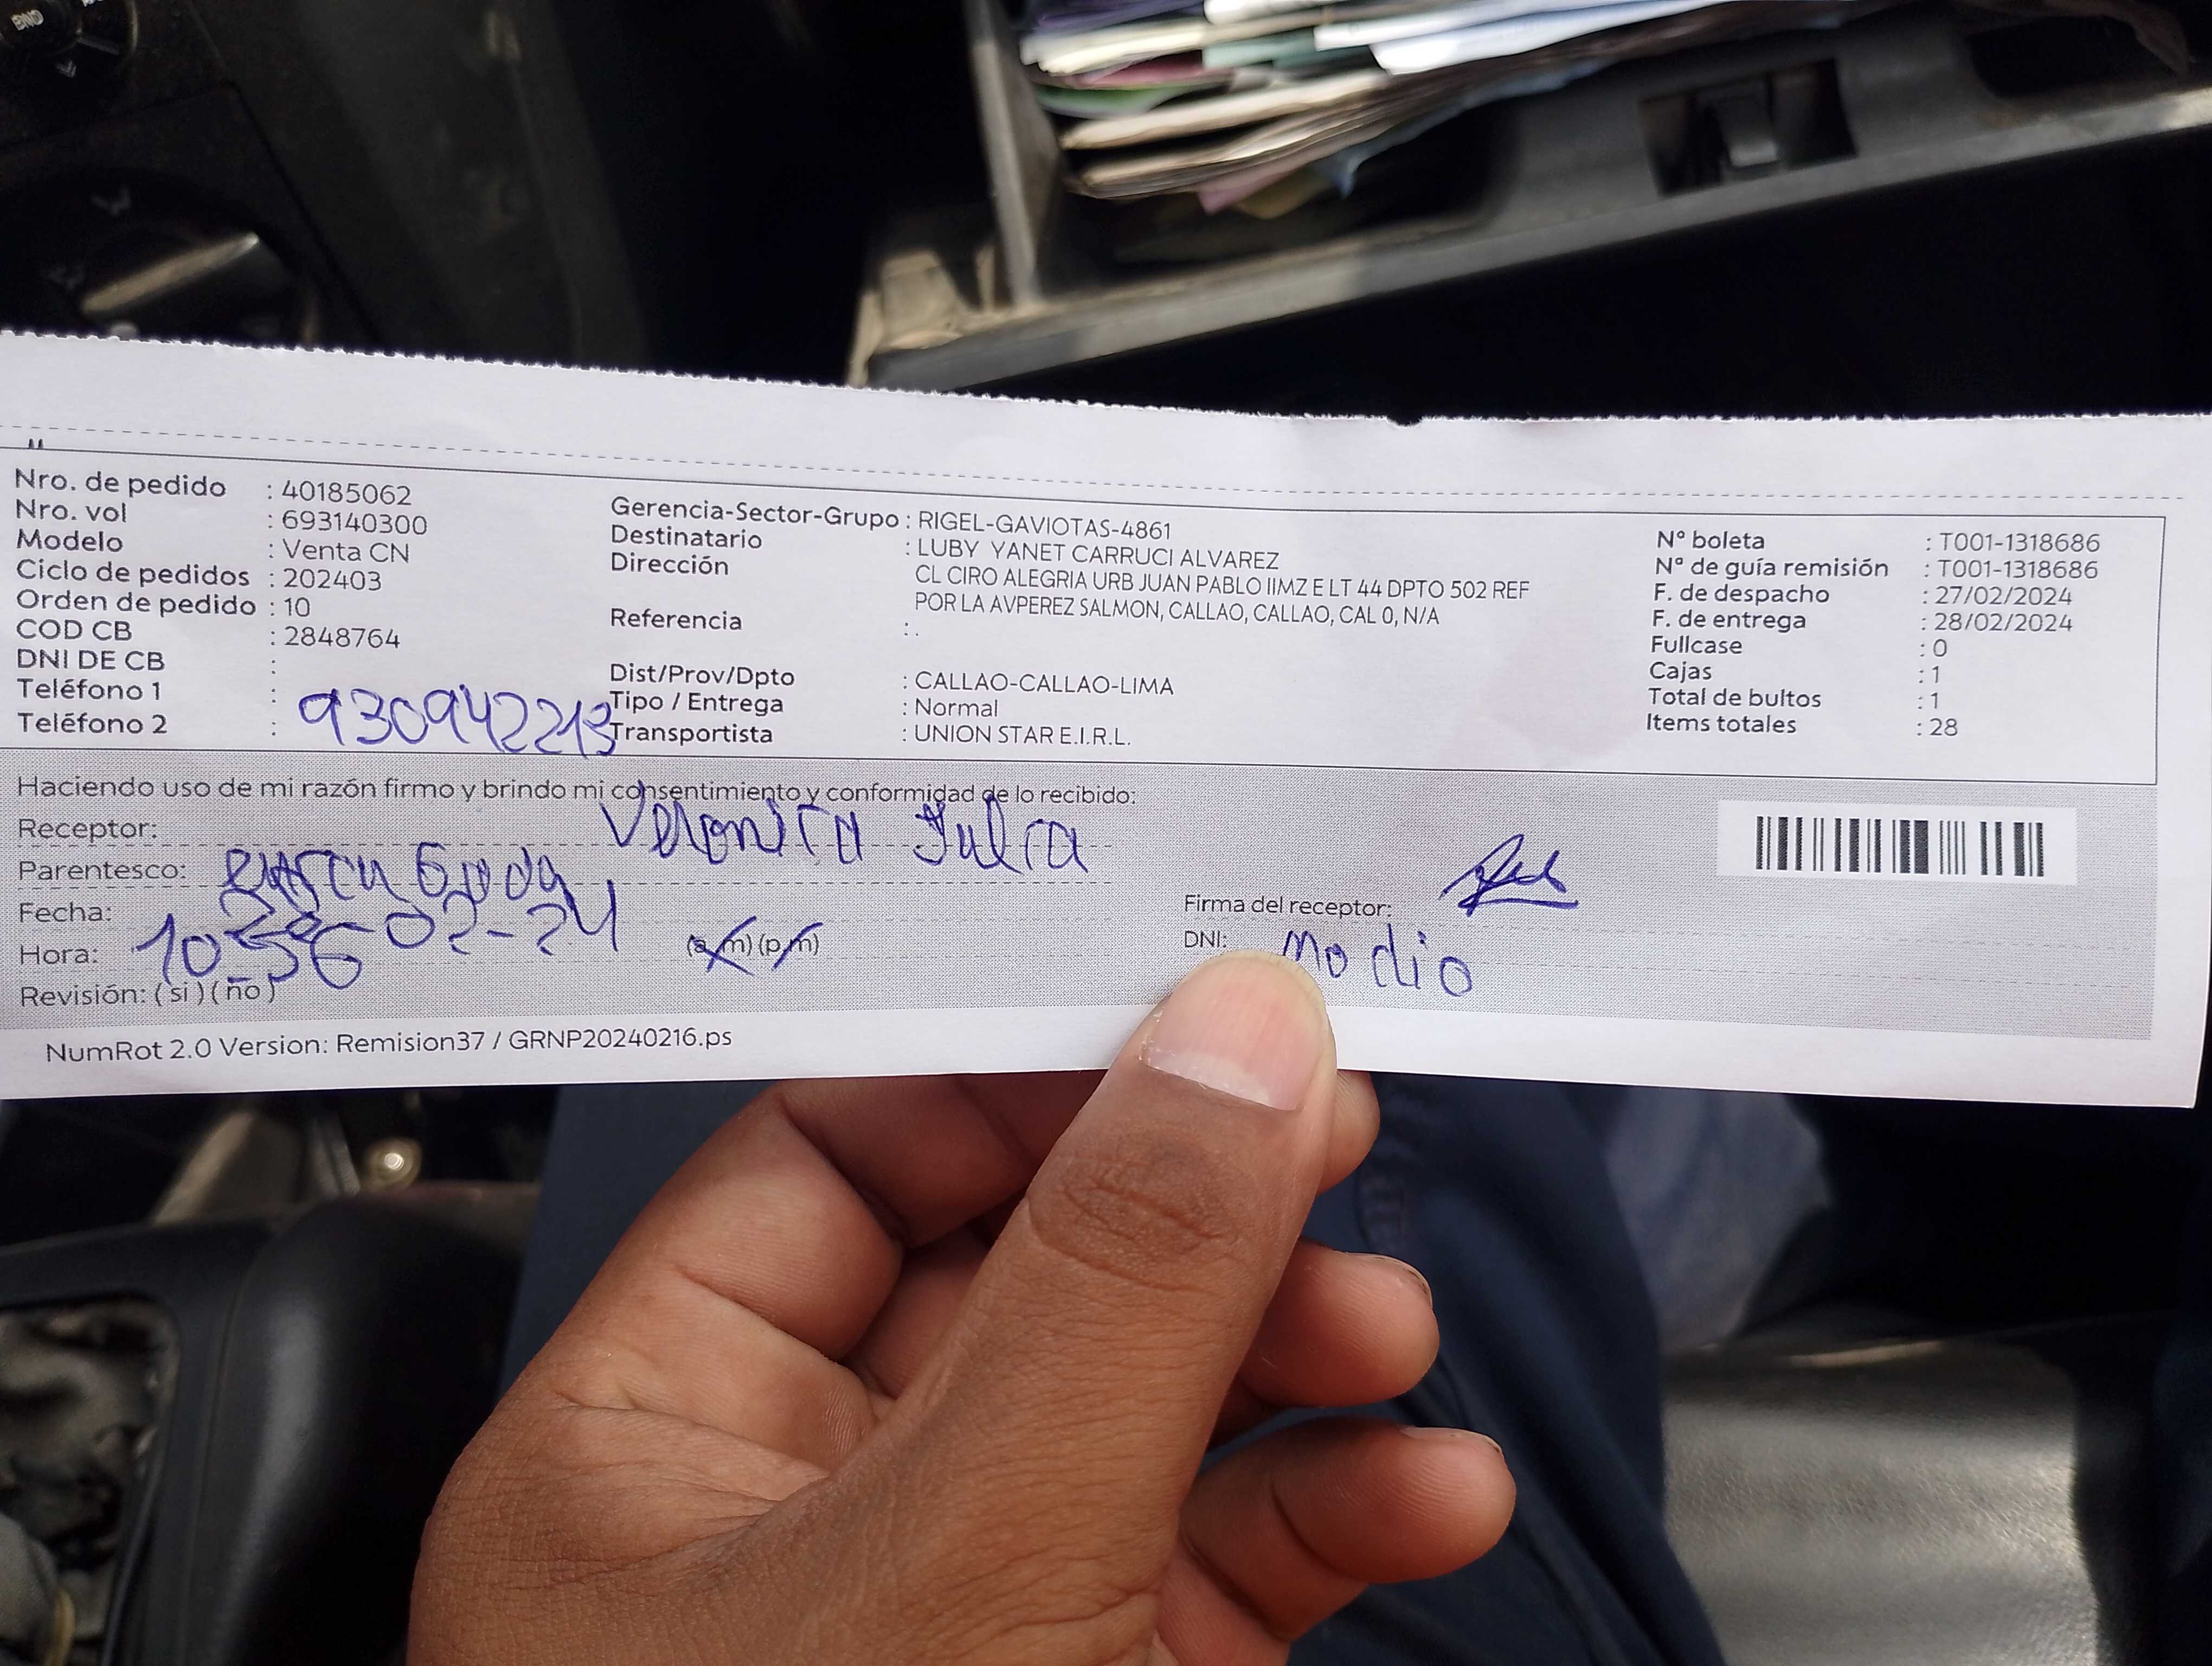 Nro. de pedido : 40185062
Nro. vol : 693140300
Modelo : Venta CN
Ciclo de pedidos : 202403
Orden de pedido : 10
COD CB : 2848764
DNI DE CB :
Teléfono 1 :
Teléfono 2 : 930942213
Gerencia-Sector-Grupo : RIGEL-GAVIOTAS-4861
Destinatario : LUBY YANET CARRUCI ALVAREZ
Dirección CL CIRO ALEGRIA URB JUAN PABLO IIMZ E LT 44 DPTO 502 REF
POR LA AVPEREZ SALMON, CALLAO, CALLAO, CAL 0, N/A
Referencia : .
Dist/Prov/Dpto : CALLAO-CALLAO-LIMA
Tipo / Entrega : Normal
Transportista : UNION STAR E.I.R.L.
N° boleta : T001-1318686
N° de guía remisión : T001-1318686
F. de despacho : 27/02/2024
F. de entrega : 28/02/2024
Fullcase : 0
Cajas : 1
Total de bultos : 1
Items totales : 28
Haciendo uso de mi razón firmo y brindo mi consentimiento y conformidad de lo recibido:
Receptor: Veronica Julca
Parentesco:
Fecha: 28-02-24
Hora: 10-56 (a.m) (p.m)
Revisión: ( si ) ( no )
Firma del receptor:
DNI: no dio
NumRot 2.0 Version: Remision37 / GRNP20240216.ps